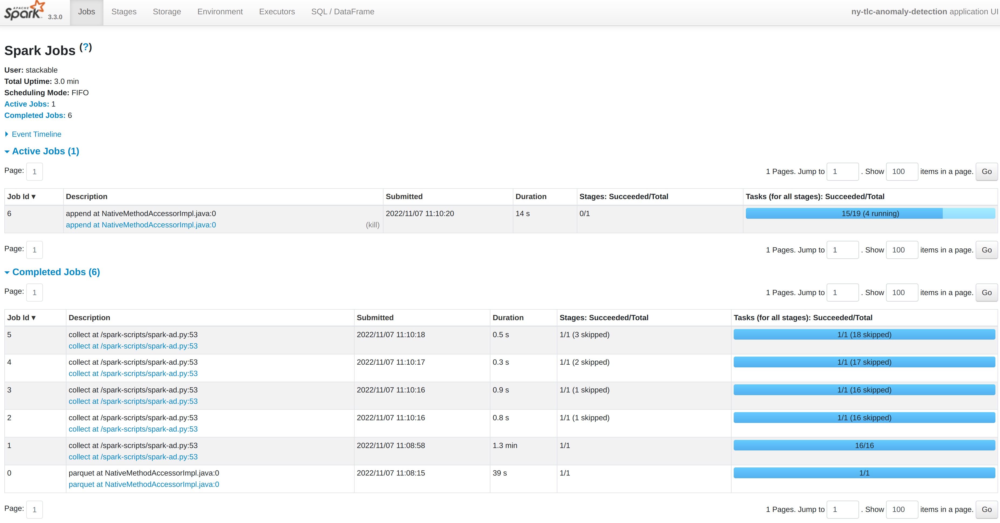 APACHE Spark 3.3.0 Jobs Stages Storage Environment Executors SQL / DataFrame ny-tlc-anomaly-detection application UI
Spark Jobs (?)
User: stackable
Total Uptime: 3.0 min
Scheduling Mode: FIFO
Active Jobs: 1
Completed Jobs: 6
Event Timeline
Active Jobs (1)
Page: 1 1 Pages. Jump to 1 . Show 100 items in a page. Go
Job Id ▾ Description Submitted Duration Stages: Succeeded/Total Tasks (for all stages): Succeeded/Total
6 append at NativeMethodAccessorImpl.java:0 2022/11/07 11:10:20 14 s 0/1 15/19 (4 running)
append at NativeMethodAccessorImpl.java:0 (kill)
Page: 1 1 Pages. Jump to 1 . Show 100 items in a page. Go
Completed Jobs (6)
Page: 1 1 Pages. Jump to 1 . Show 100 items in a page. Go
Job Id ▾ Description Submitted Duration Stages: Succeeded/Total Tasks (for all stages): Succeeded/Total
5 collect at /spark-scripts/spark-ad.py:53 2022/11/07 11:10:18 0.5 s 1/1 (3 skipped) 1/1 (18 skipped)
collect at /spark-scripts/spark-ad.py:53
4 collect at /spark-scripts/spark-ad.py:53 2022/11/07 11:10:17 0.3 s 1/1 (2 skipped) 1/1 (17 skipped)
collect at /spark-scripts/spark-ad.py:53
3 collect at /spark-scripts/spark-ad.py:53 2022/11/07 11:10:16 0.9 s 1/1 (1 skipped) 1/1 (16 skipped)
collect at /spark-scripts/spark-ad.py:53
2 collect at /spark-scripts/spark-ad.py:53 2022/11/07 11:10:16 0.8 s 1/1 (1 skipped) 1/1 (16 skipped)
collect at /spark-scripts/spark-ad.py:53
1 collect at /spark-scripts/spark-ad.py:53 2022/11/07 11:08:58 1.3 min 1/1 16/16
collect at /spark-scripts/spark-ad.py:53
0 parquet at NativeMethodAccessorImpl.java:0 2022/11/07 11:08:15 39 s 1/1 1/1
parquet at NativeMethodAccessorImpl.java:0
Page: 1 1 Pages. Jump to 1 . Show 100 items in a page. Go